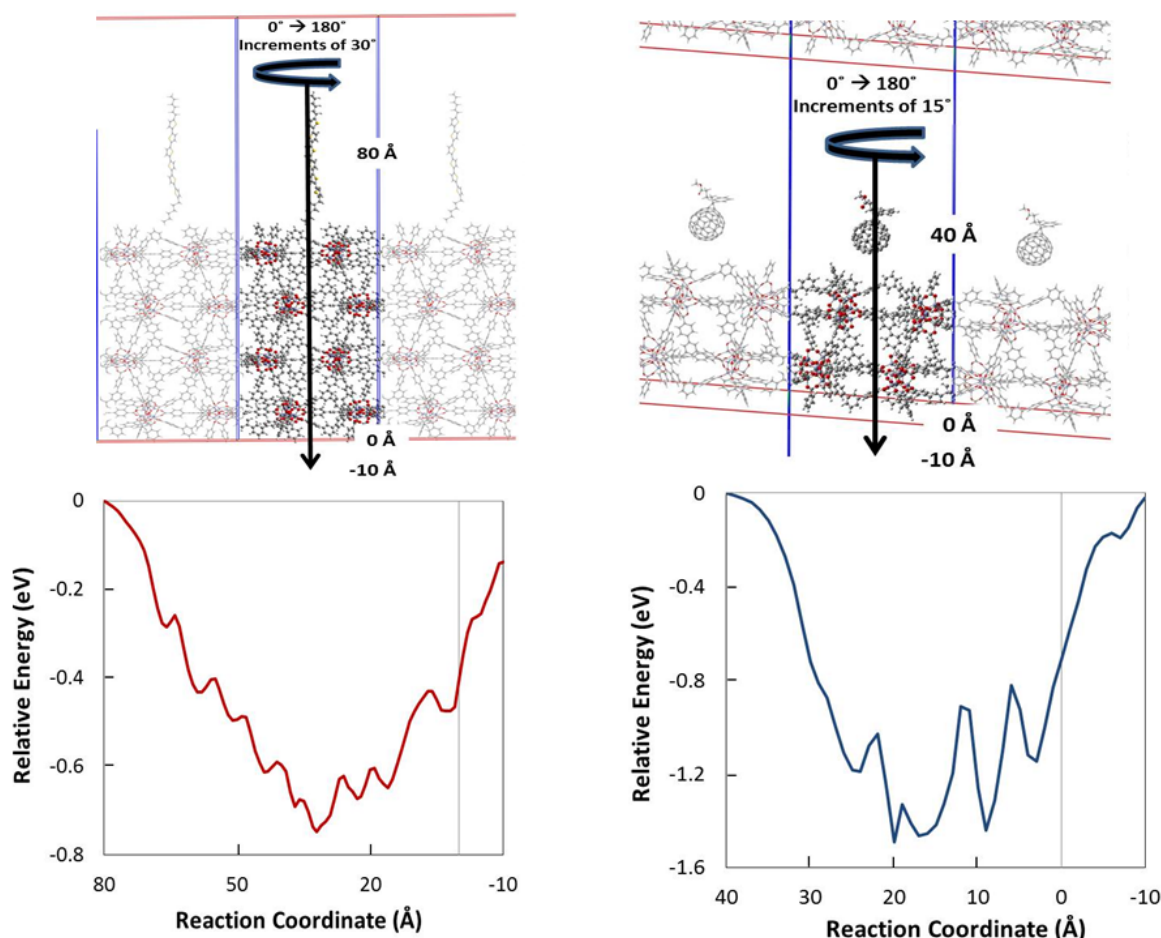 0° → 180°
Increments of 30°
80 Å
0 Å
-10 Å
0° → 180°
Increments of 15°
40 Å
0 Å
-10 Å
Relative Energy (eV)
0
-0.2
-0.4
-0.6
-0.8
80 50 20 -10
Reaction Coordinate (Å)
Relative Energy (eV)
0
-0.4
-0.8
-1.2
-1.6
40 30 20 10 0 -10
Reaction Coordinate (Å)